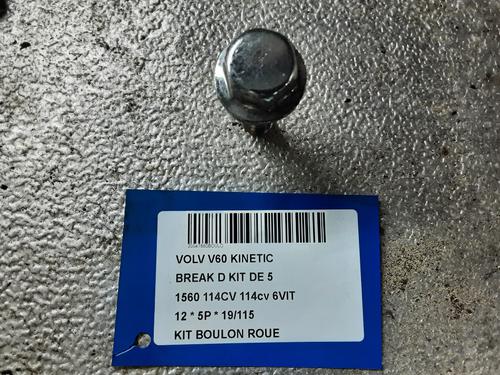 VOLV V60 KINETIC
BREAK D KIT DE 5
1560 114CV 114cv 6VIT
12 * 5P * 19/115
KIT BOULON ROUE